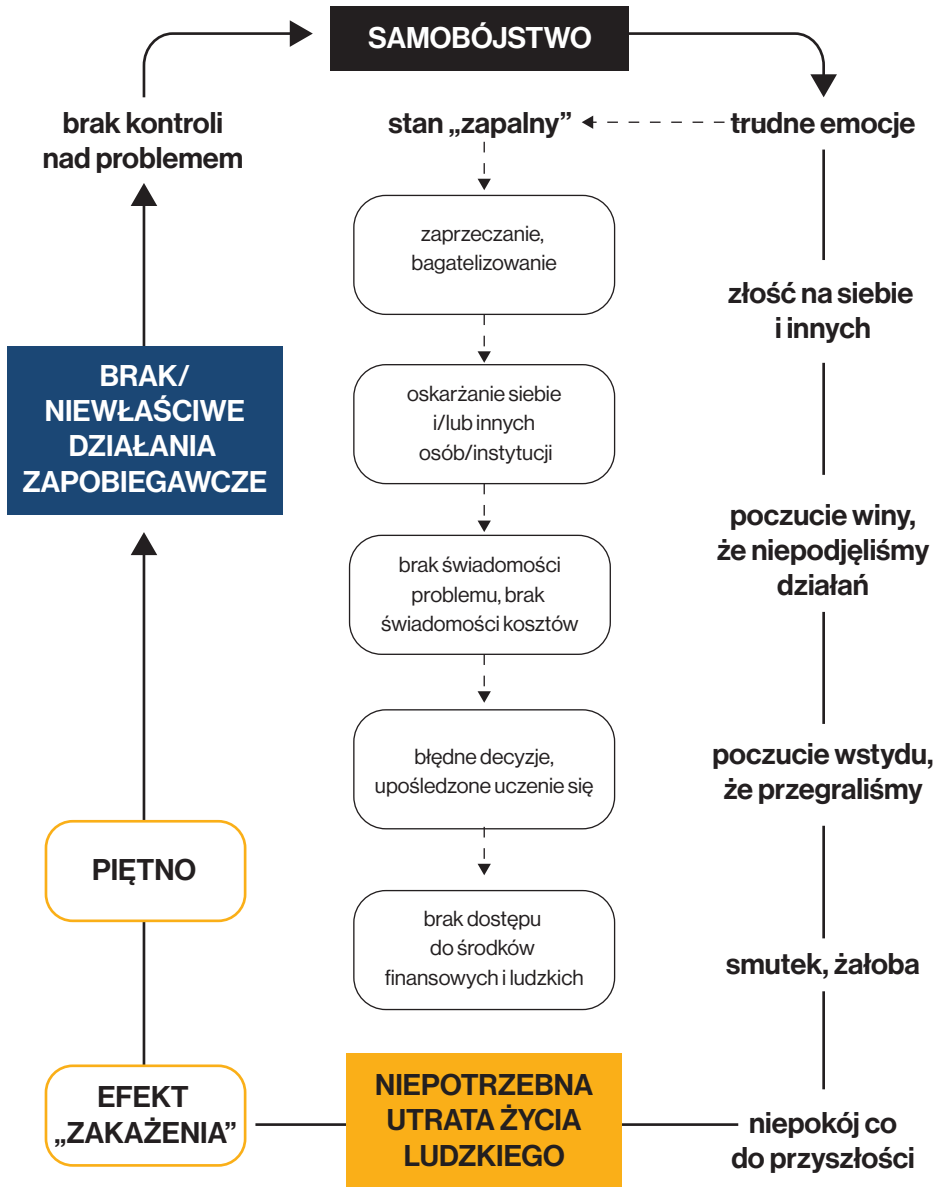 SAMOBÓJSTWO
brak kontroli
nad problemem
stan „zapalny”
trudne emocje
zaprzeczanie,
bagatelizowanie
złość na siebie
i innych
BRAK/
NIEWŁAŚCIWE
DZIAŁANIA
ZAPOBIEGAWCZE
oskarżanie siebie
i/lub innych
osób/instytucji
poczucie winy,
że niepodjęliśmy
działań
brak świadomości
problemu, brak
świadomości kosztów
błędne decyzje,
upośledzone uczenie się
poczucie wstydu,
że przegraliśmy
PIĘTNO
brak dostępu
do środków
finansowych i ludzkich
smutek, żałoba
EFEKT
„ZAKAŻENIA”
NIEPOTRZEBNA
UTRATA ŻYCIA
LUDZKIEGO
niepokój co
do przyszłości